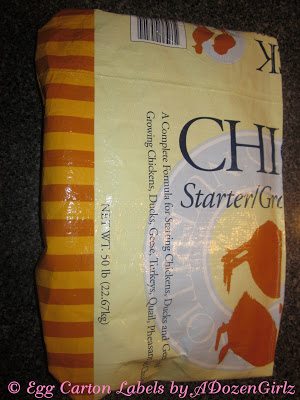 CHI
Starter/Gro
A Complete Formula for Starting Chickens, Ducks and Gees
Growing Chickens, Ducks, Geese, Turkeys, Quail, Pheasan
NET WT. 50 lb (22.67kg)
K
© Egg Carton Labels by ADozenGirlz